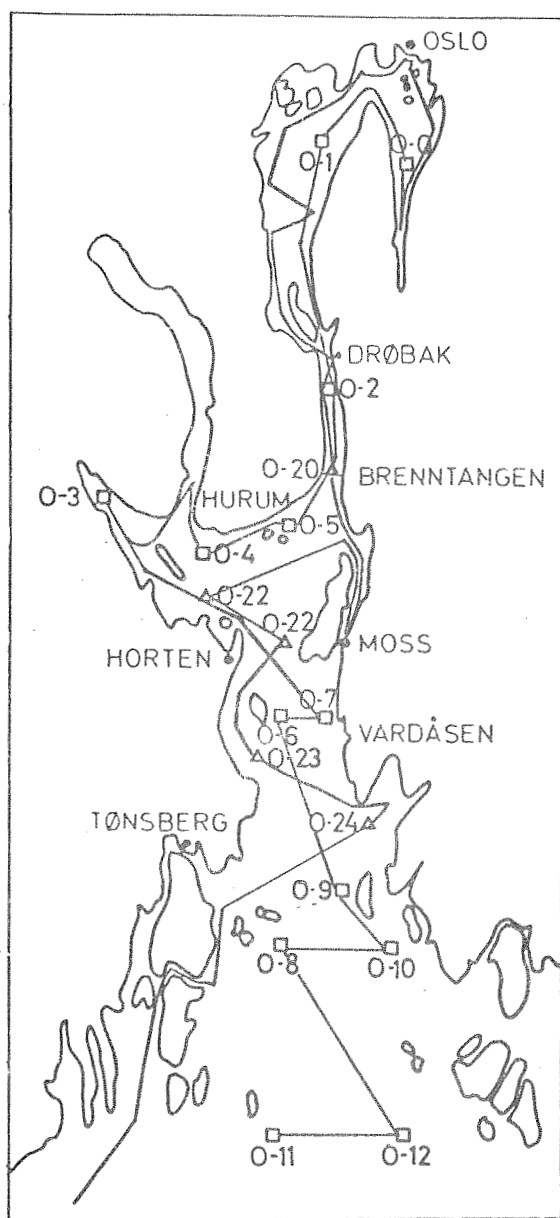 OSLO
O-1
O-0
DRØBAK
O-2
O-20
BRENNTANGEN
O-3
HURUM
O-5
O-4
O-22
O-22
MOSS
HORTEN
O-7
O-6
VARDÅSEN
O-23
TØNSBERG
O-24
O-9
O-8
O-10
O-11
O-12